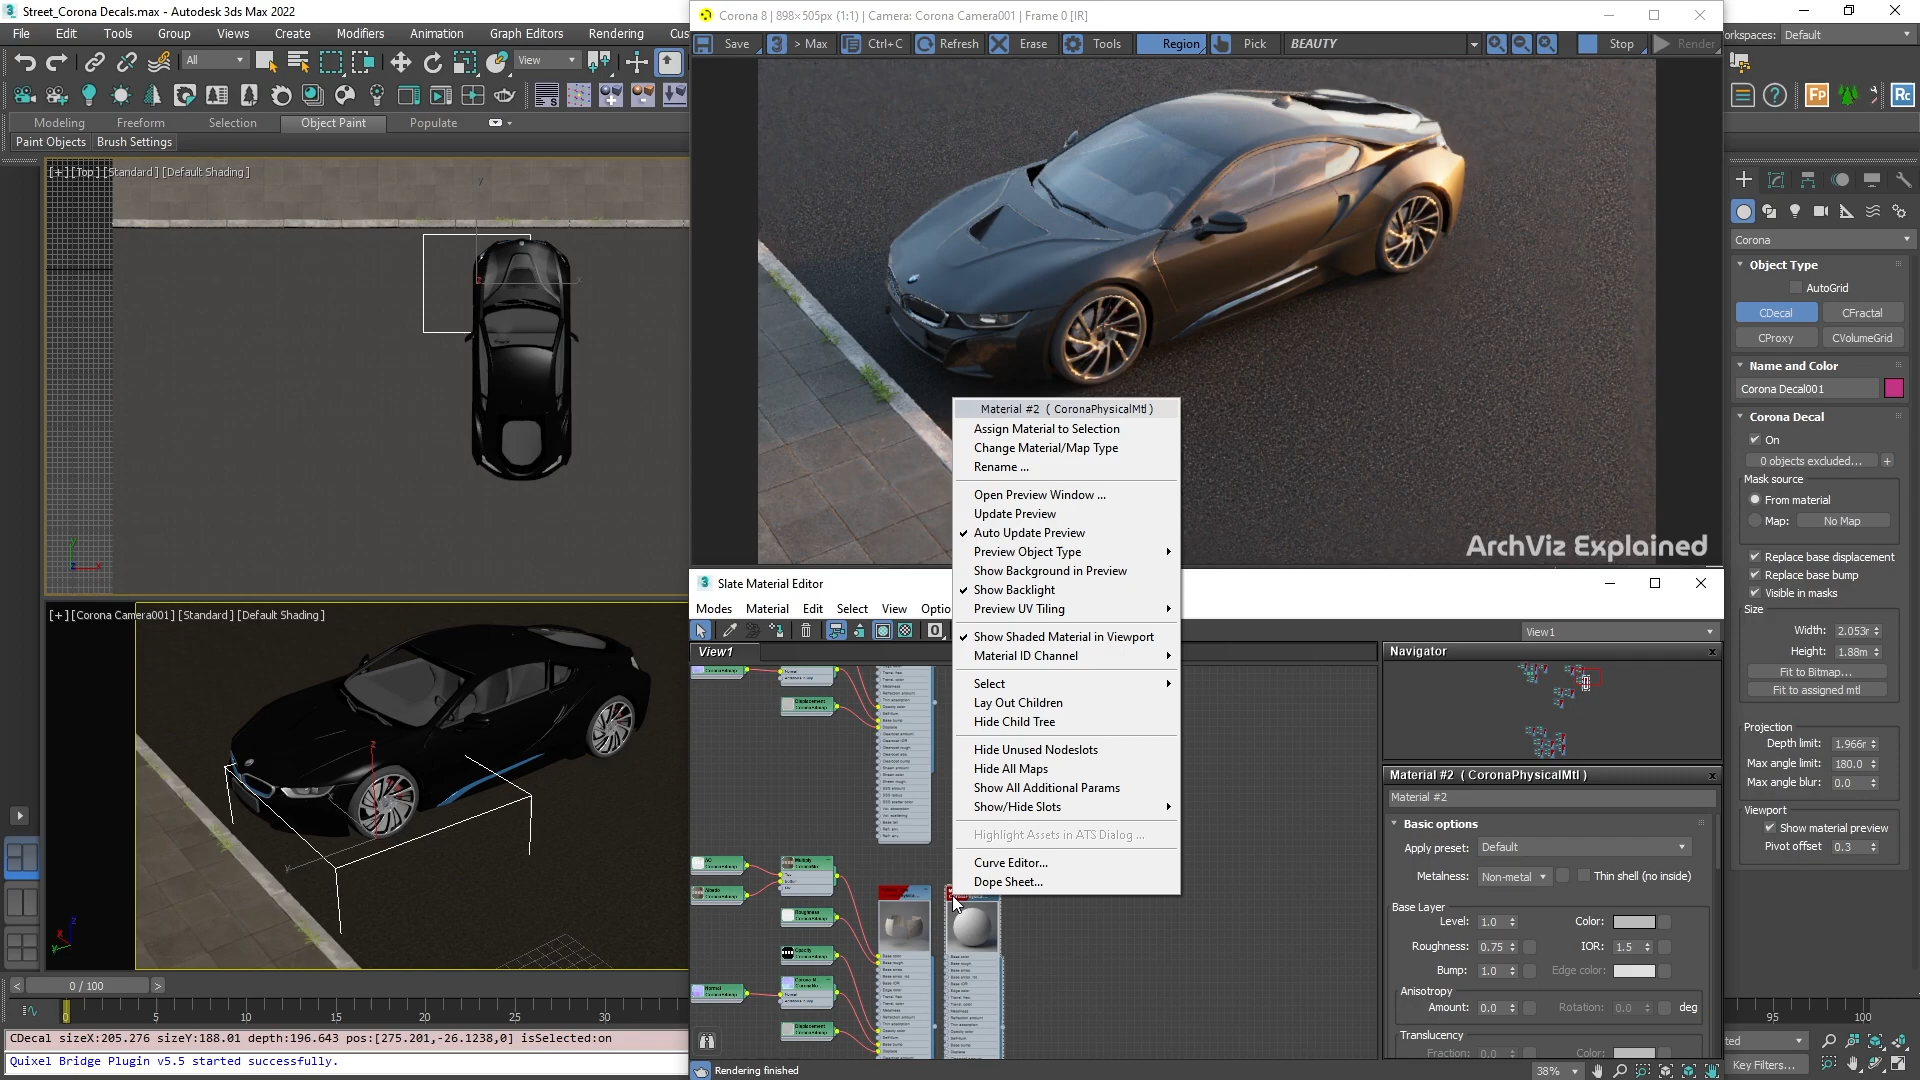 Street_Corona Decals.max - Autodesk 3ds Max 2022
File Edit Tools Group Views Create Modifiers Animation Graph Editors Rendering Cus
All
View
Modeling Freeform Selection Object Paint Populate
Paint Objects Brush Settings
[+] [Top] [Standard] [Default Shading]
[+] [Corona Camera001] [Standard] [Default Shading]
0 / 100
0 5 10 15 20 25 30
CDecal sizeX:205.276 sizeY:188.01 depth:196.643 pos:[275.201,-26.1238,0] isSelected:on
Quixel Bridge Plugin v5.5 started successfully.
Corona 8 | 898×505px (1:1) | Camera: Corona Camera001 | Frame 0 [IR]
Save 3 > Max Ctrl+C Refresh Erase Tools Region Pick BEAUTY Stop Render
ArchViz Explained
Slate Material Editor
Modes Material Edit Select View Optio
View1
View1
Material #2 ( CoronaPhysicalMtl )
Assign Material to Selection
Change Material/Map Type
Rename ...
Open Preview Window ...
Update Preview
Auto Update Preview
Preview Object Type
Show Background in Preview
Show Backlight
Preview UV Tiling
Show Shaded Material in Viewport
Material ID Channel
Select
Lay Out Children
Hide Child Tree
Hide Unused Nodeslots
Hide All Maps
Show All Additional Params
Show/Hide Slots
Highlight Assets in ATS Dialog ...
Curve Editor...
Dope Sheet...
Rendering finished
38%
Navigator
Material #2 ( CoronaPhysicalMtl )
Material #2
Basic options
Apply preset: Default
Metalness: Non-metal Thin shell (no inside)
Base Layer
Level: 1.0 Color:
Roughness: 0.75 IOR: 1.5
Bump: 1.0 Edge color:
Anisotropy
Amount: 0.0 Rotation: 0.0 deg
Translucency
Fraction: 0.0 Color:
orkspaces: Default
Fp Rc
Corona
Object Type
AutoGrid
CDecal CFractal
CProxy CVolumeGrid
Name and Color
Corona Decal001
Corona Decal
On
0 objects excluded... +
Mask source
From material
Map: No Map
Replace base displacement
Replace base bump
Visible in masks
Size
Width: 2.053r
Height: 1.88m
Fit to Bitmap...
Fit to assigned mtl
Projection
Depth limit: 1.966r
Max angle limit: 180.0
Max angle blur: 0.0
Viewport
Show material preview
Pivot offset 0.3
95 100
ted
Key Filters...